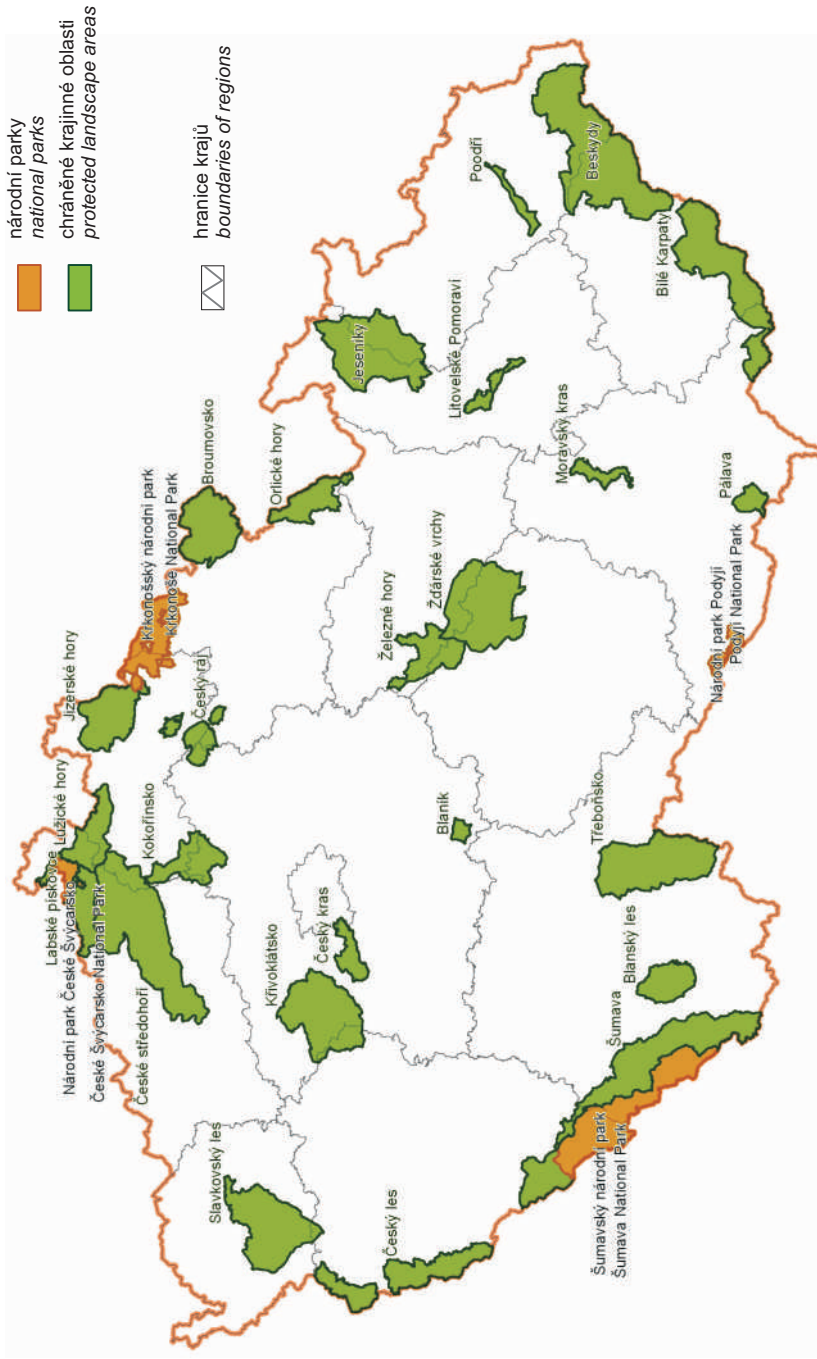 národní parky
national parks
chráněné krajinné oblasti
protected landscape areas
hranice krajů
boundaries of regions
Labské pískovce
Národní park České Švýcarsko
České Švýcarsko National Park
Lužické hory
České středohoří
Kokořínsko
Jizerské hory
Krkonošský národní park
Krkonoše National Park
Český ráj
Broumovsko
Orlické hory
Slavkovský les
Český les
Křivoklátsko
Český kras
Blaník
Železné hory
Žďárské vrchy
Jeseníky
Litovelské Pomoraví
Poodří
Beskydy
Bílé Karpaty
Moravský kras
Pálava
Národní park Podyjí
Podyjí National Park
Třeboňsko
Blanský les
Šumava
Šumavský národní park
Šumava National Park